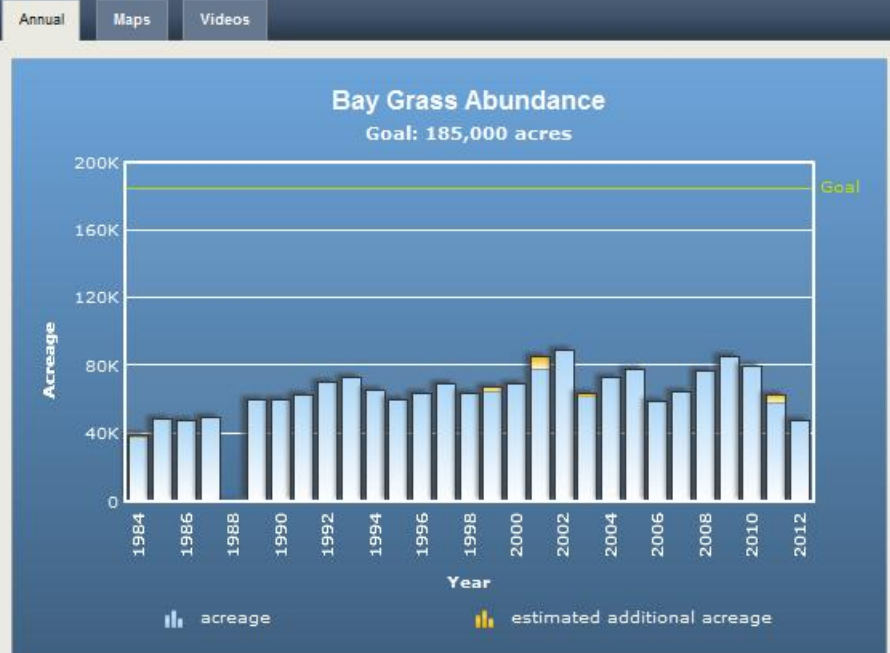 Annual Maps Videos
Bay Grass Abundance
Goal: 185,000 acres
200K
Goal
160K
120K
80K
40K
0
Acreage
1984 1986 1988 1990 1992 1994 1996 1998 2000 2002 2004 2006 2008 2010 2012
Year
acreage estimated additional acreage